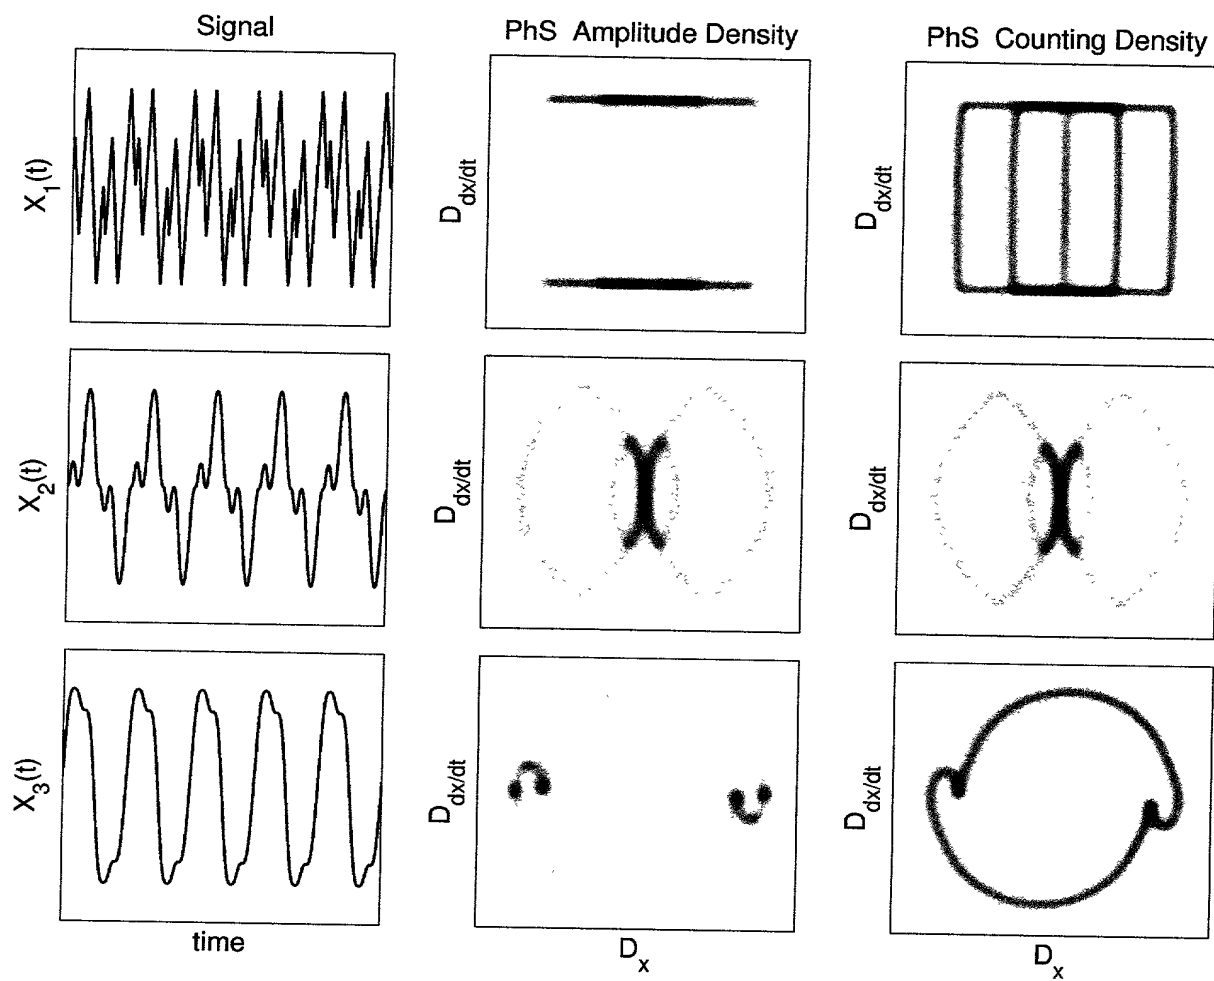 Signal
PhS Amplitude Density
PhS Counting Density
X1(t)
Ddx/dt
Ddx/dt
X2(t)
Ddx/dt
Ddx/dt
X3(t)
Ddx/dt
Ddx/dt
time
Dx
Dx